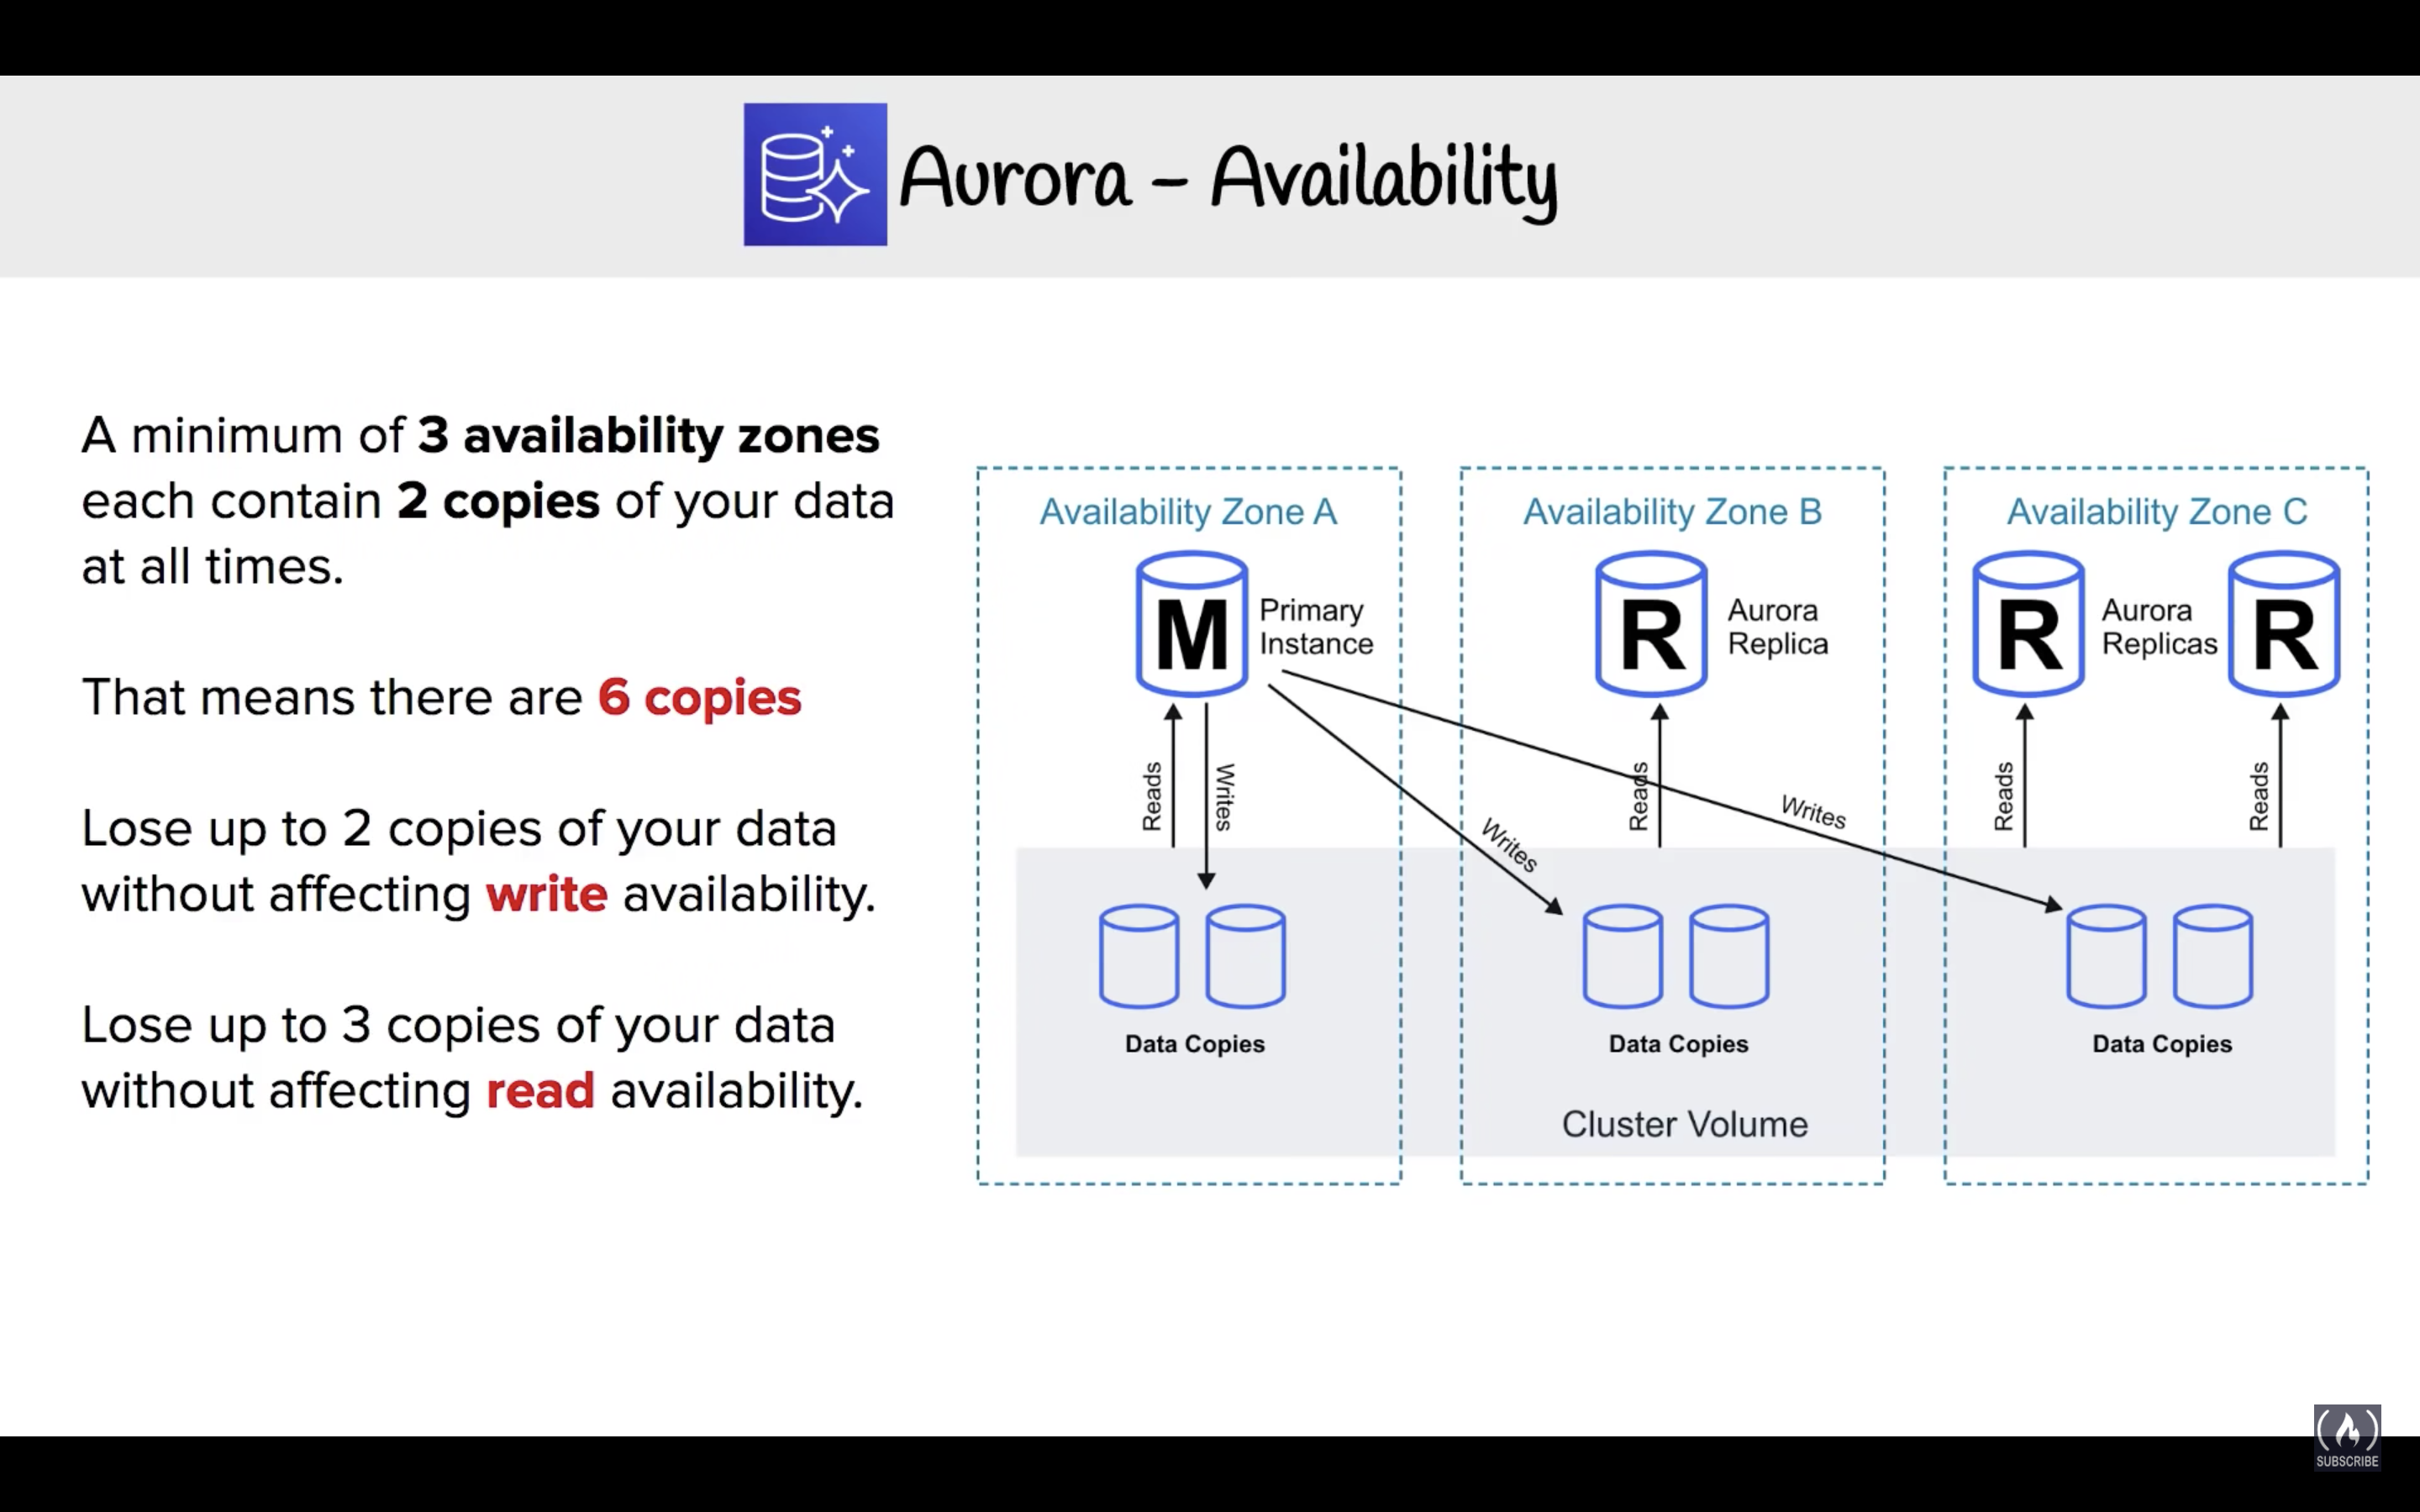 Aurora – Availability
A minimum of 3 availability zones
each contain 2 copies of your data
at all times.
That means there are 6 copies
Lose up to 2 copies of your data
without affecting write availability.
Lose up to 3 copies of your data
without affecting read availability.
Availability Zone A
M
Primary
Instance
Reads
Writes
Data Copies
Availability Zone B
R
Aurora
Replica
Writes
Reads
Writes
Data Copies
Cluster Volume
Availability Zone C
R
Aurora
Replicas
R
Reads
Reads
Data Copies
SUBSCRIBE